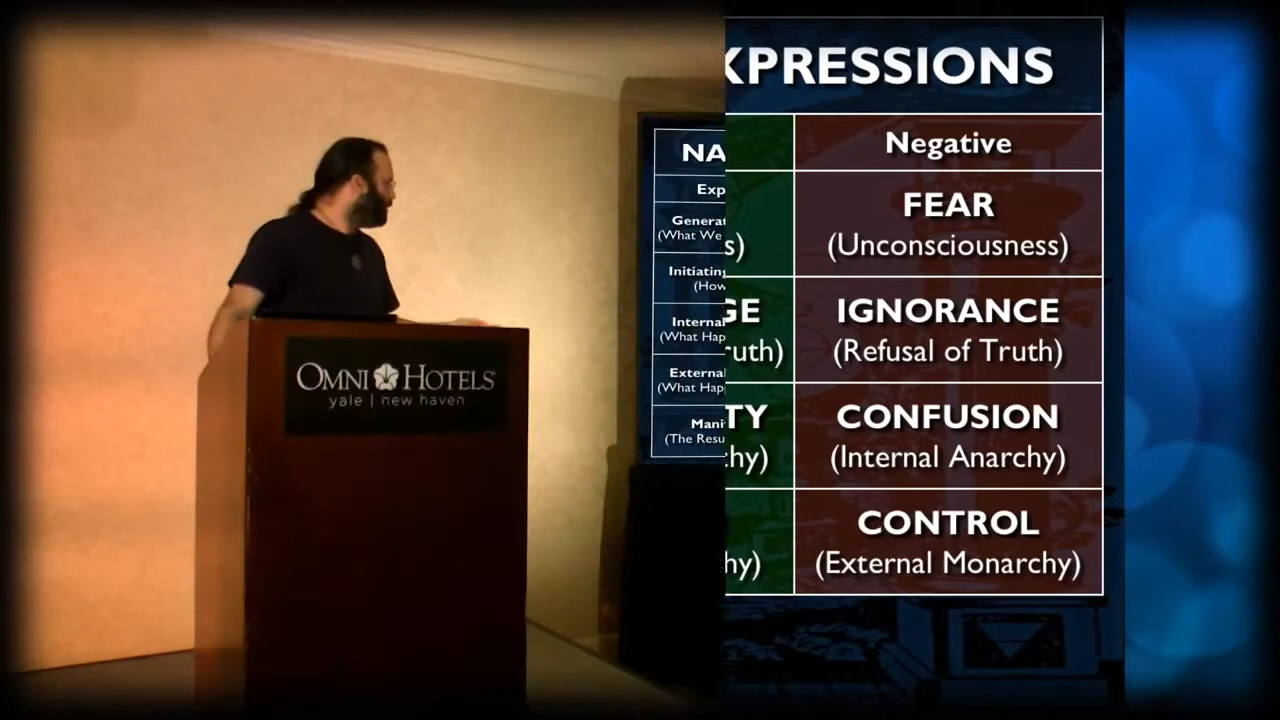 OMNI HOTELS
yale | new haven
NA
Exp
Generat
(What We
Initiating
(How
Internal
(What Hap
External
(What Happ
Mani
(The Resu
XPRESSIONS
Negative
FEAR
s)
(Unconsciousness)
GE
IGNORANCE
ruth)
(Refusal of Truth)
TY
CONFUSION
hy)
(Internal Anarchy)
CONTROL
hy)
(External Monarchy)